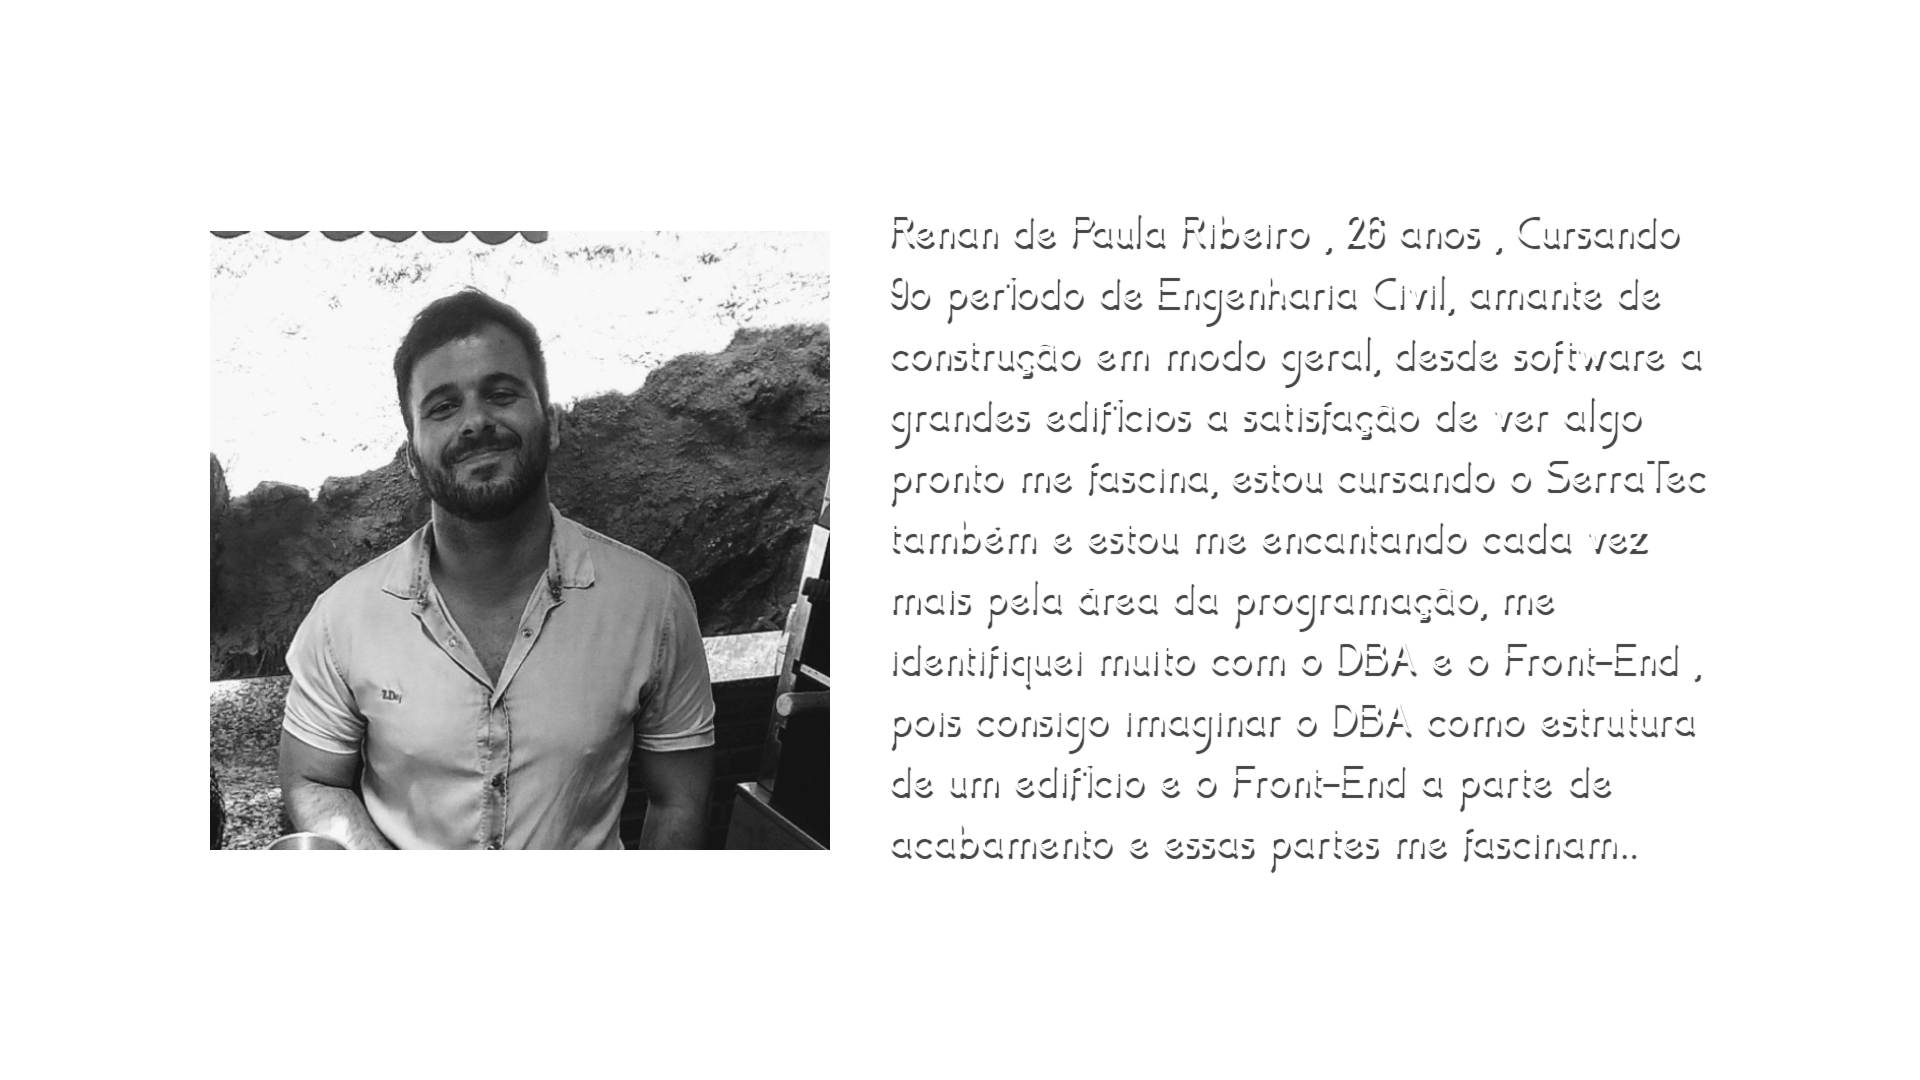 Renan de Paula Ribeiro , 26 anos , Cursando
9o período de Engenharia Civil, amante de
construção em modo geral, desde software a
grandes edifícios a satisfação de ver algo
pronto me fascina, estou cursando o SerraTec
também e estou me encantando cada vez
mais pela área da programação, me
identifiquei muito com o DBA e o Front-End ,
pois consigo imaginar o DBA como estrutura
de um edifício e o Front-End a parte de
acabamento e essas partes me fascinam..